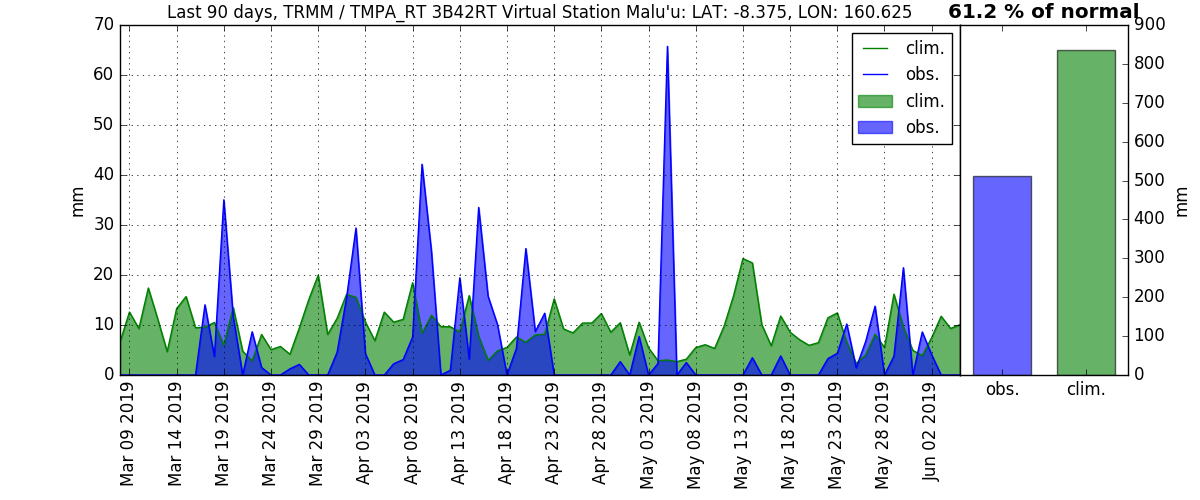 Last 90 days, TRMM / TMPA_RT 3B42RT Virtual Station Malu'u: LAT: -8.375, LON: 160.625
61.2 % of normal
70
60
50
40
30
20
10
0
mm
clim.
obs.
clim.
obs.
900
800
700
600
500
400
300
200
100
0
mm
Mar 09 2019
Mar 14 2019
Mar 19 2019
Mar 24 2019
Mar 29 2019
Apr 03 2019
Apr 08 2019
Apr 13 2019
Apr 18 2019
Apr 23 2019
Apr 28 2019
May 03 2019
May 08 2019
May 13 2019
May 18 2019
May 23 2019
May 28 2019
Jun 02 2019
obs.
clim.